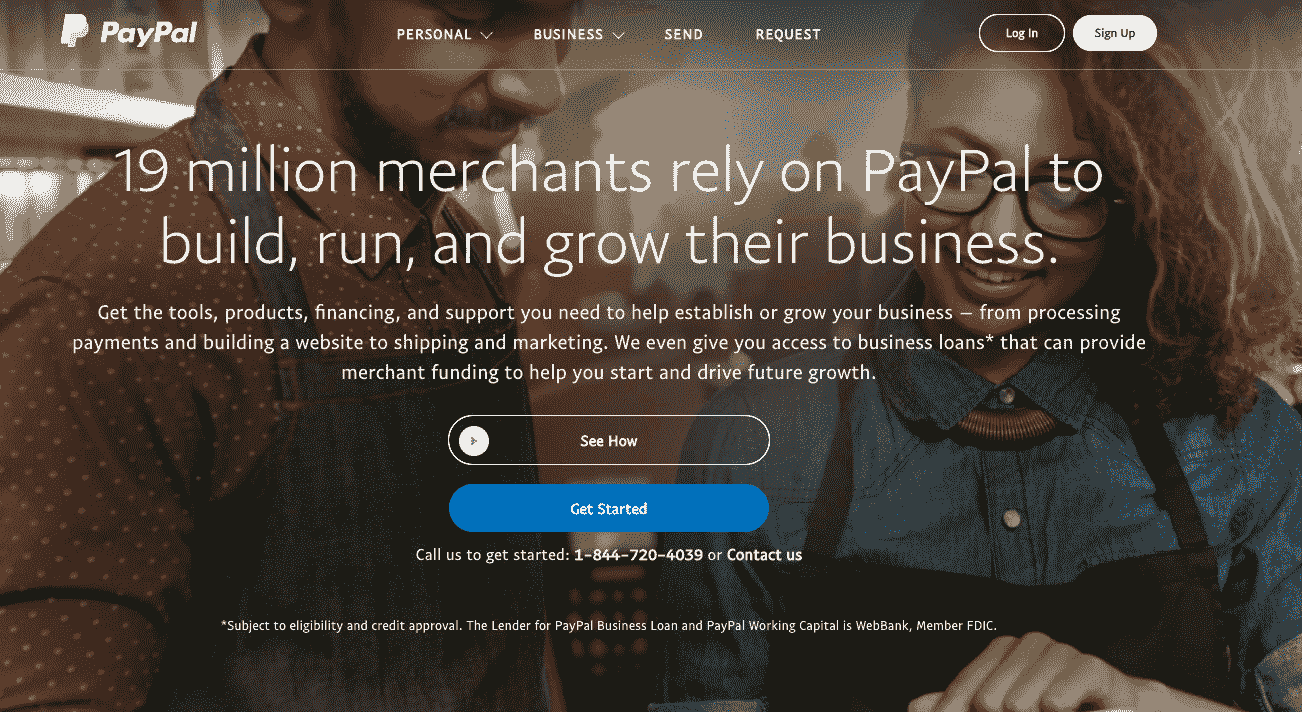 PayPal
PERSONAL
BUSINESS
SEND
REQUEST
Log In
Sign Up
19 million merchants rely on PayPal to
build, run, and grow their business.
Get the tools, products, financing, and support you need to help establish or grow your business – from processing
payments and building a website to shipping and marketing. We even give you access to business loans* that can provide
merchant funding to help you start and drive future growth.
See How
Get Started
Call us to get started: 1-844-720-4039 or Contact us
*Subject to eligibility and credit approval. The Lender for PayPal Business Loan and PayPal Working Capital is WebBank, Member FDIC.